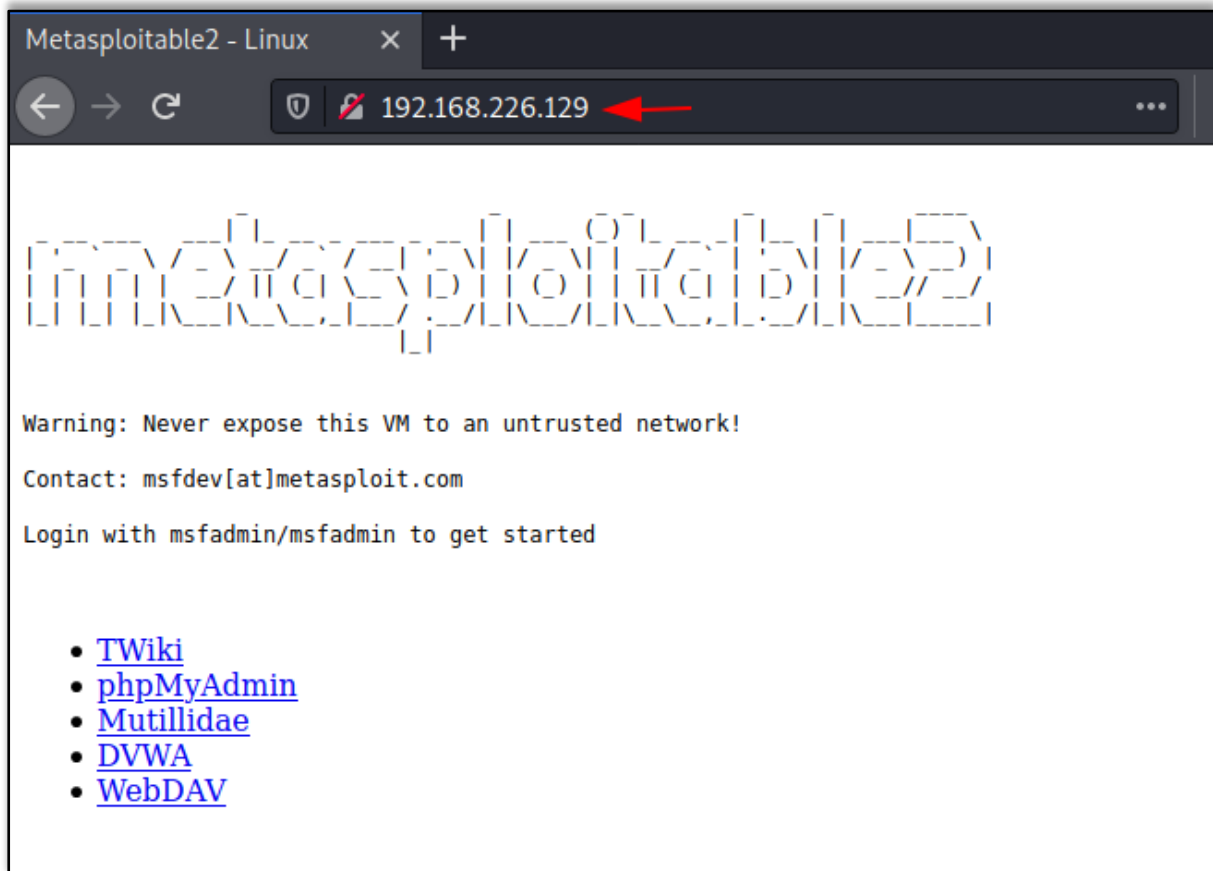 Metasploitable2 - Linux
192.168.226.129
metasploitable2
Warning: Never expose this VM to an untrusted network!
Contact: msfdev[at]metasploit.com
Login with msfadmin/msfadmin to get started
TWiki
phpMyAdmin
Mutillidae
DVWA
WebDAV